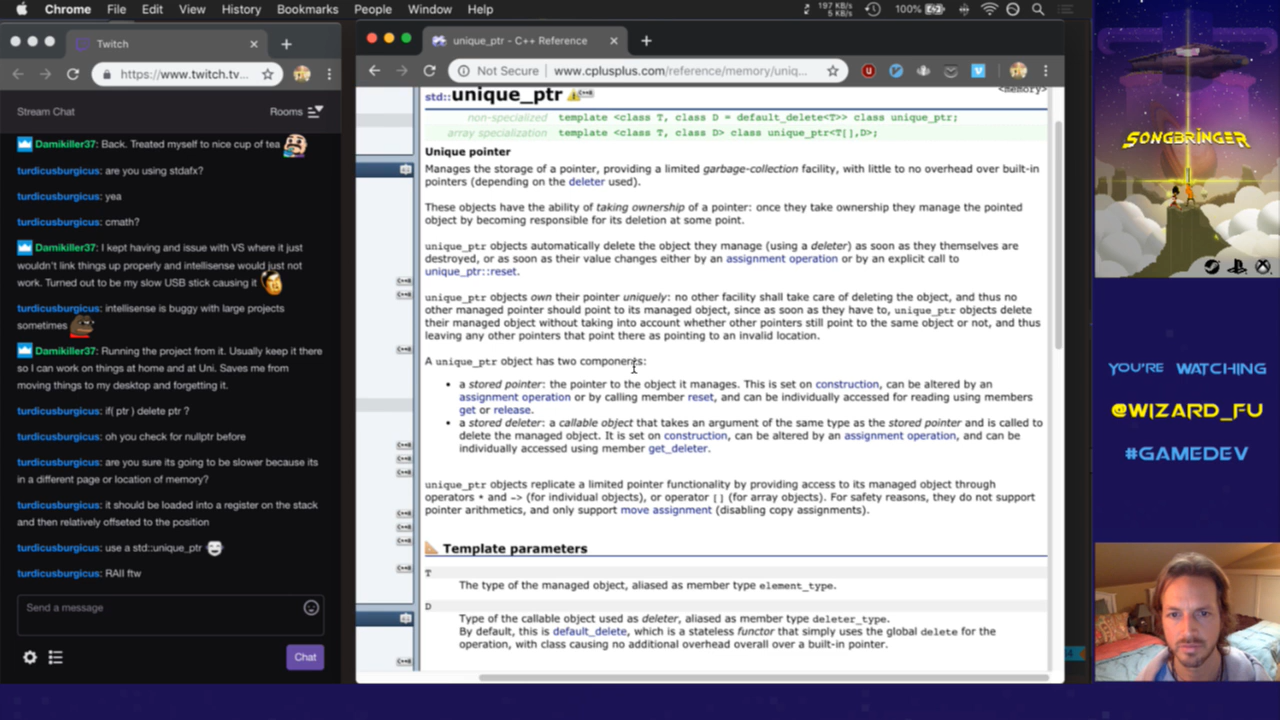 Chrome File Edit View History Bookmarks People Window Help
197 KB/s
5 KB/s
100%
Twitch
https://www.twitch.tv...
Stream Chat
Rooms
Damikiller37: Back. Treated myself to nice cup of tea
turdicusburgicus: are you using stdafx?
turdicusburgicus: yea
turdicusburgicus: cmath?
Damikiller37: I kept having and issue with VS where it just
wouldn't link things up properly and intellisense would just not
work. Turned out to be my slow USB stick causing it
turdicusburgicus: intellisense is buggy with large projects
sometimes
Damikiller37: Running the project from it. Usually keep it there
so I can work on things at home and at Uni. Saves me from
moving things to my desktop and forgetting it.
turdicusburgicus: if( ptr ) delete ptr ?
turdicusburgicus: oh you check for nullptr before
turdicusburgicus: are you sure its going to be slower because its
in a different page or location of memory?
turdicusburgicus: it should be loaded into a register on the stack
and then relatively offseted to the position
turdicusburgicus: use a std::unique_ptr
turdicusburgicus: RAII ftw
Send a message
Chat
unique_ptr - C++ Reference
Not Secure www.cplusplus.com/reference/memory/uniq...
std::unique_ptr
<memory>
non-specialized template <class T, class D = default_delete<T>> class unique_ptr;
array specialization template <class T, class D> class unique_ptr<T[],D>;
Unique pointer
Manages the storage of a pointer, providing a limited garbage-collection facility, with little to no overhead over built-in
pointers (depending on the deleter used).
These objects have the ability of taking ownership of a pointer: once they take ownership they manage the pointed
object by becoming responsible for its deletion at some point.
unique_ptr objects automatically delete the object they manage (using a deleter) as soon as they themselves are
destroyed, or as soon as their value changes either by an assignment operation or by an explicit call to
unique_ptr::reset.
unique_ptr objects own their pointer uniquely: no other facility shall take care of deleting the object, and thus no
other managed pointer should point to its managed object, since as soon as they have to, unique_ptr objects delete
their managed object without taking into account whether other pointers still point to the same object or not, and thus
leaving any other pointers that point there as pointing to an invalid location.
A unique_ptr object has two components:
• a stored pointer: the pointer to the object it manages. This is set on construction, can be altered by an
assignment operation or by calling member reset, and can be individually accessed for reading using members
get or release.
• a stored deleter: a callable object that takes an argument of the same type as the stored pointer and is called to
delete the managed object. It is set on construction, can be altered by an assignment operation, and can be
individually accessed using member get_deleter.
unique_ptr objects replicate a limited pointer functionality by providing access to its managed object through
operators * and -> (for individual objects), or operator [] (for array objects). For safety reasons, they do not support
pointer arithmetics, and only support move assignment (disabling copy assignments).
Template parameters
T
The type of the managed object, aliased as member type element_type.
D
Type of the callable object used as deleter, aliased as member type deleter_type.
By default, this is default_delete, which is a stateless functor that simply uses the global delete for the
operation, with class causing no additional overhead overall over a built-in pointer.
SONGBRINGER
YOU'RE WATCHING
@WIZARD_FU
#GAMEDEV